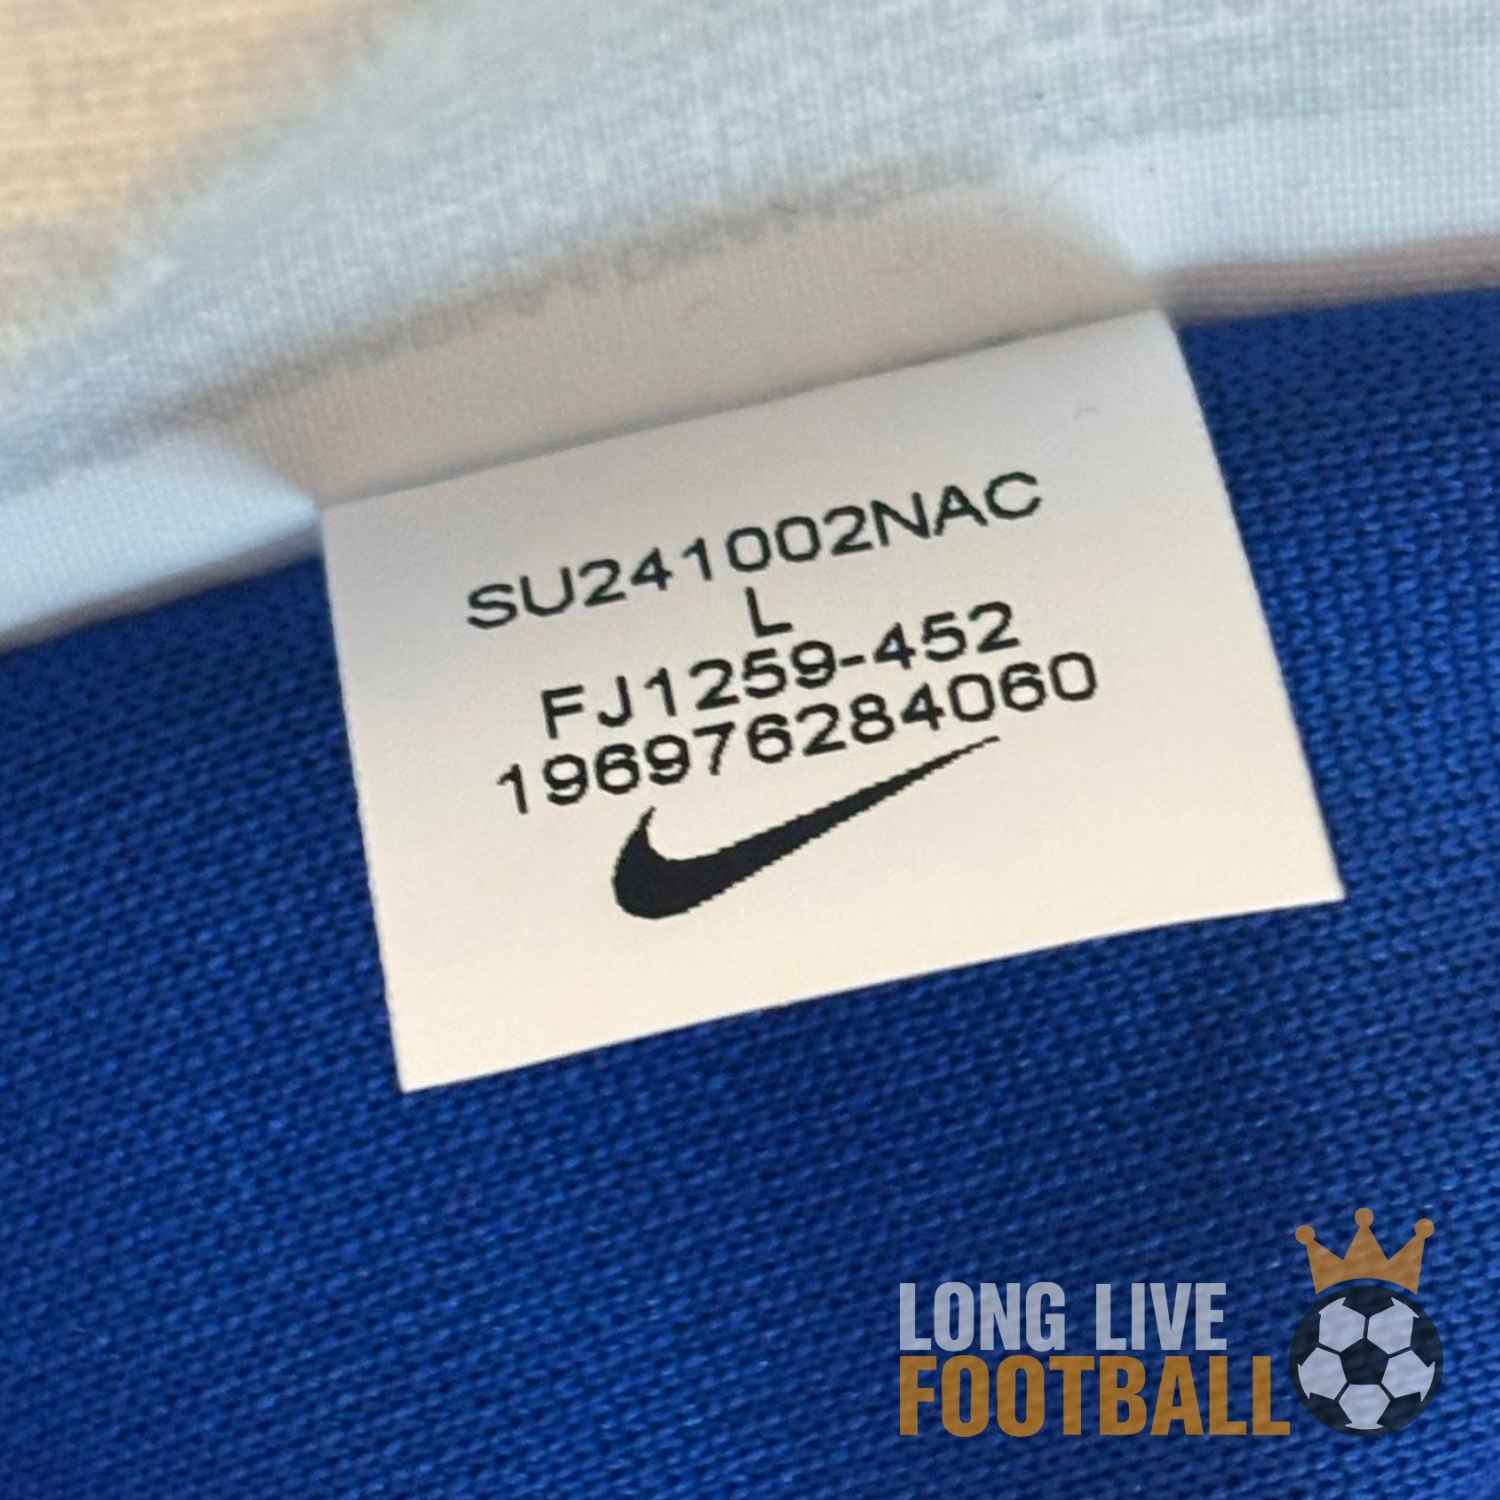 SU241002NAC
L
FJ1259-452
196976284060
LONG LIVE
FOOTBALL